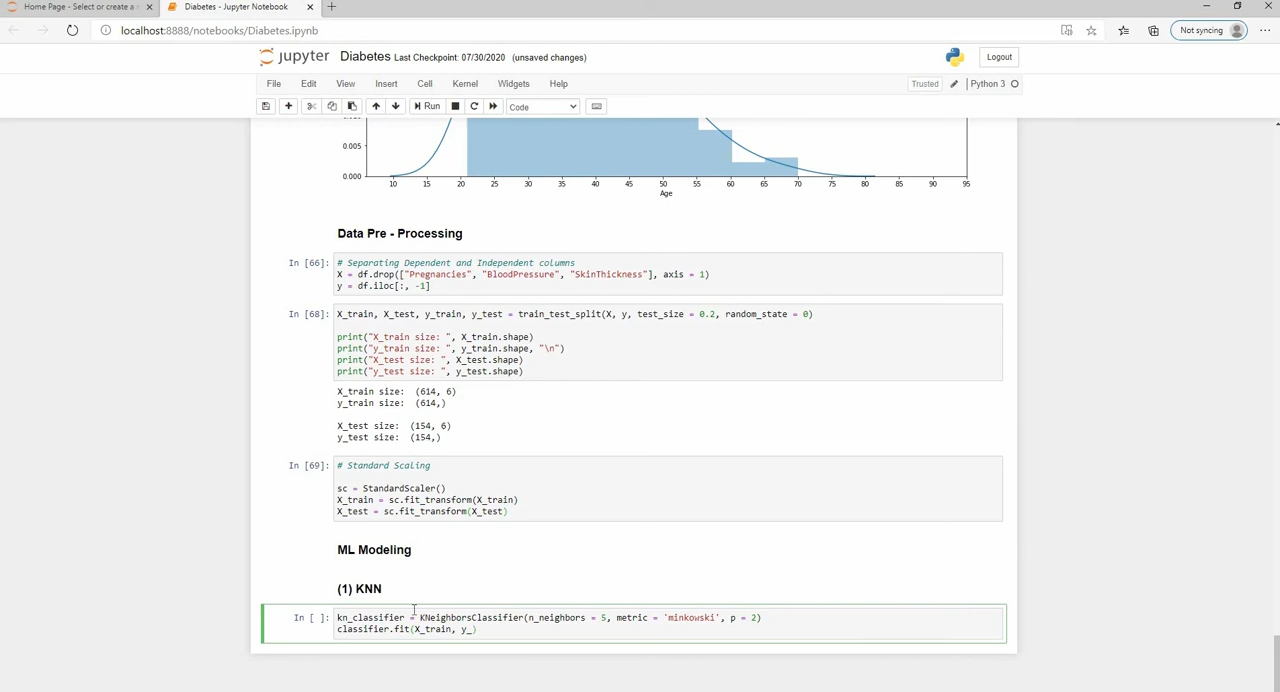 Home Page - Select or create a n
Diabetes - Jupyter Notebook
localhost:8888/notebooks/Diabetes.ipynb
Not syncing
jupyter Diabetes Last Checkpoint: 07/30/2020 (unsaved changes)
Logout
File Edit View Insert Cell Kernel Widgets Help
Trusted
Python 3
Run
Code
0.005
0.000
10 15 20 25 30 35 40 45 50 55 60 65 70 75 80 85 90 95
Age
Data Pre - Processing
In [66]: # Separating Dependent and Independent columns
X = df.drop(["Pregnancies", "BloodPressure", "SkinThickness"], axis = 1)
y = df.iloc[:, -1]
In [68]: X_train, X_test, y_train, y_test = train_test_split(X, y, test_size = 0.2, random_state = 0)
print("X_train size: ", X_train.shape)
print("y_train size: ", y_train.shape, "\n")
print("X_test size: ", X_test.shape)
print("y_test size: ", y_test.shape)
X_train size:  (614, 6)
y_train size:  (614,)
X_test size:  (154, 6)
y_test size:  (154,)
In [69]: # Standard Scaling
sc = StandardScaler()
X_train = sc.fit_transform(X_train)
X_test = sc.fit_transform(X_test)
ML Modeling
(1) KNN
In [ ]: kn_classifier = KNeighborsClassifier(n_neighbors = 5, metric = 'minkowski', p = 2)
classifier.fit(X_train, y_)